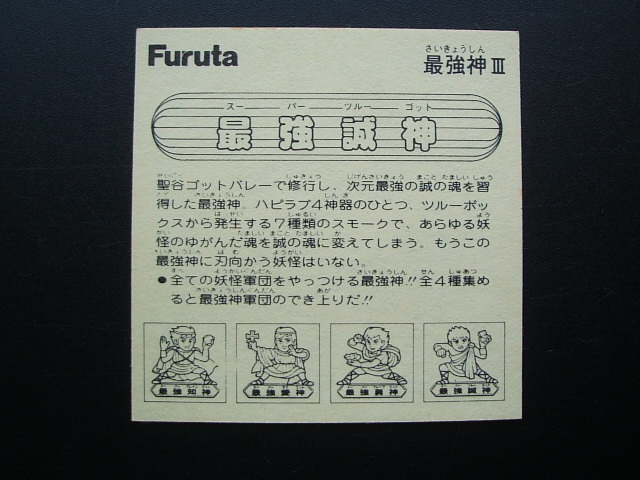 Furuta
さいきょうしん
最強神Ⅲ
スー パー ツルー ゴット
最強誠神
聖谷ゴットバレーで修行し、次元最強の誠の魂を習
得した最強神。ハピラブ4神器のひとつ、ツルーボッ
クスから発生する7種類のスモークで、あらゆる妖
怪のゆがんだ魂を誠の魂に変えてしまう。もうこの
最強神に刃向かう妖怪はいない。
●全ての妖怪軍団をやっつける最強神!!全4種集め
ると最強神軍団のでき上りだ!!
最強知神 最強愛神 最強勇神 最強誠神